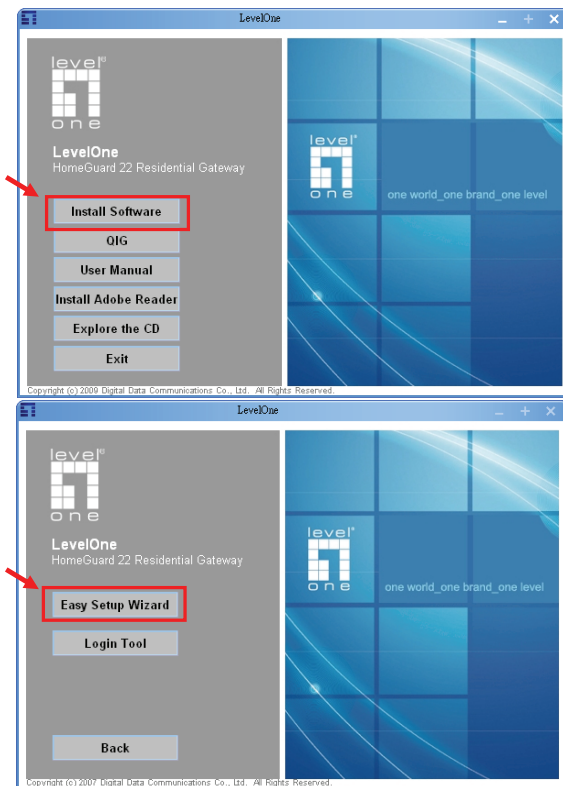 LevelOne
level®
one
LevelOne
HomeGuard 22 Residential Gateway
Install Software
QIG
User Manual
Install Adobe Reader
Explore the CD
Exit
level®
one
one world_one brand_one level
Copyright (c) 2009 Digital Data Communications Co., Ltd. All Rights Reserved.
LevelOne
level®
one
LevelOne
HomeGuard 22 Residential Gateway
Easy Setup Wizard
Login Tool
Back
level®
one
one world_one brand_one level
Copyright (c) 2007 Digital Data Communications Co., Ltd. All Rights Reserved.